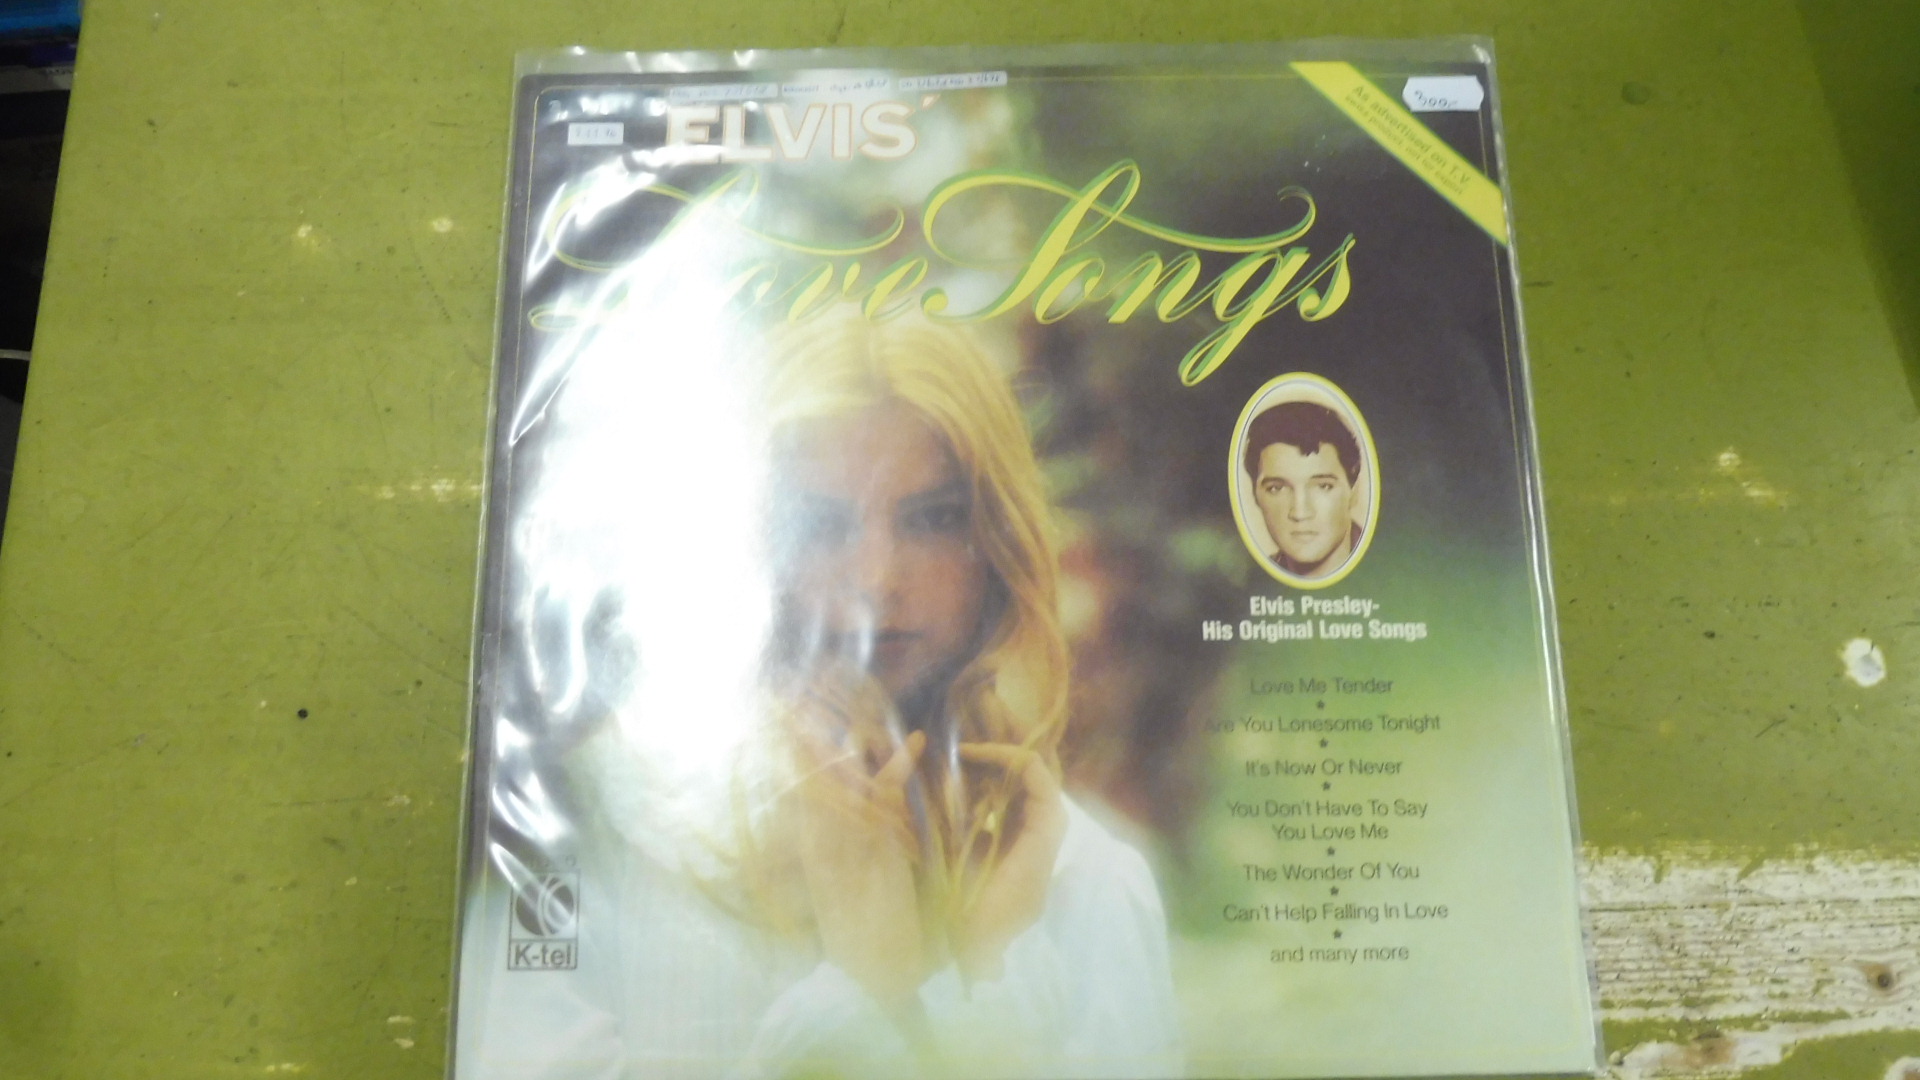 ELVIS'
Love Songs
As advertised on T.V.
300,-
Elvis Presley-
His Original Love Songs
Love Me Tender
Are You Lonesome Tonight
It's Now Or Never
You Don't Have To Say
You Love Me
The Wonder Of You
Can't Help Falling In Love
and many more
K-tel